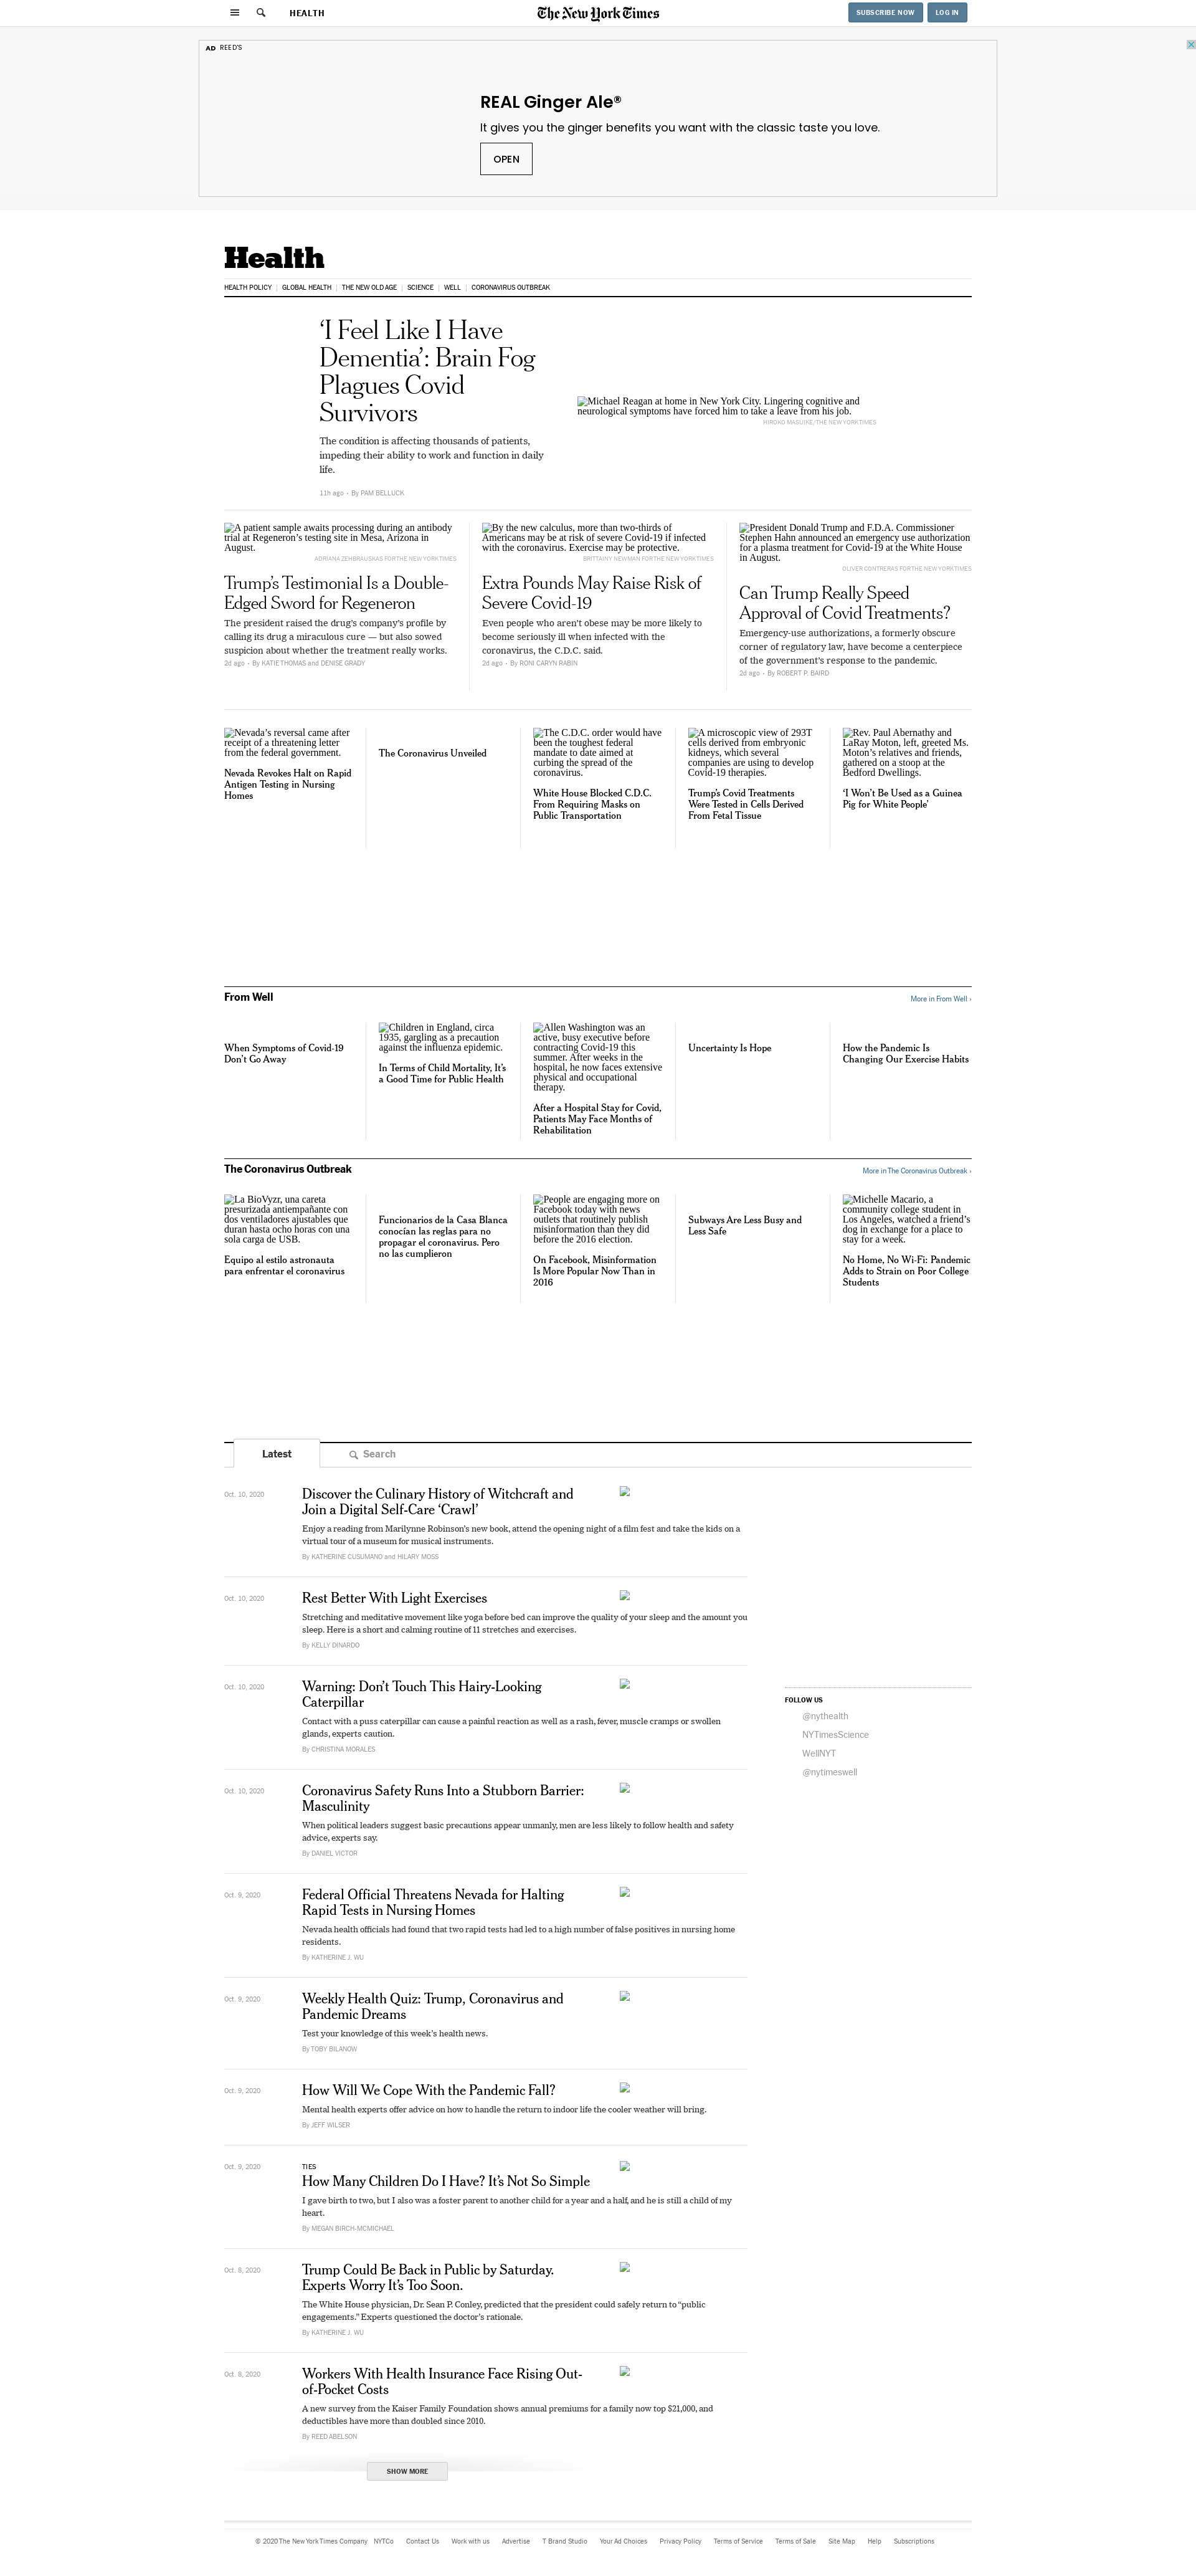 HEALTH
The New York Times
SUBSCRIBE NOW
LOG IN
AD REED'S
REAL Ginger Ale®
It gives you the ginger benefits you want with the classic taste you love.
OPEN
Health
HEALTH POLICY
GLOBAL HEALTH
THE NEW OLD AGE
SCIENCE
WELL
CORONAVIRUS OUTBREAK
‘I Feel Like I Have
Dementia’: Brain Fog
Plagues Covid
Survivors
The condition is affecting thousands of patients,
impeding their ability to work and function in daily
life.
11h ago • By PAM BELLUCK
Michael Reagan at home in New York City. Lingering cognitive and
neurological symptoms have forced him to take a leave from his job.
HIROKO MASUIKE/THE NEW YORK TIMES
A patient sample awaits processing during an antibody
trial at Regeneron’s testing site in Mesa, Arizona in
August.
ADRIANA ZEHBRAUSKAS FOR THE NEW YORK TIMES
Trump’s Testimonial Is a Double-
Edged Sword for Regeneron
The president raised the drug’s company’s profile by
calling its drug a miraculous cure — but also sowed
suspicion about whether the treatment really works.
2d ago • By KATIE THOMAS and DENISE GRADY
By the new calculus, more than two-thirds of
Americans may be at risk of severe Covid-19 if infected
with the coronavirus. Exercise may be protective.
BRITTAINY NEWMAN FOR THE NEW YORK TIMES
Extra Pounds May Raise Risk of
Severe Covid-19
Even people who aren’t obese may be more likely to
become seriously ill when infected with the
coronavirus, the C.D.C. said.
2d ago • By RONI CARYN RABIN
President Donald Trump and F.D.A. Commissioner
Stephen Hahn announced an emergency use authorization
for a plasma treatment for Covid-19 at the White House
in August.
OLIVER CONTRERAS FOR THE NEW YORK TIMES
Can Trump Really Speed
Approval of Covid Treatments?
Emergency-use authorizations, a formerly obscure
corner of regulatory law, have become a centerpiece
of the government’s response to the pandemic.
2d ago • By ROBERT P. BAIRD
Nevada’s reversal came after
receipt of a threatening letter
from the federal government.
Nevada Revokes Halt on Rapid
Antigen Testing in Nursing
Homes
The Coronavirus Unveiled
The C.D.C. order would have
been the toughest federal
mandate to date aimed at
curbing the spread of the
coronavirus.
White House Blocked C.D.C.
From Requiring Masks on
Public Transportation
A microscopic view of 293T
cells derived from embryonic
kidneys, which several
companies are using to develop
Covid-19 therapies.
Trump’s Covid Treatments
Were Tested in Cells Derived
From Fetal Tissue
Rev. Paul Abernathy and
LaRay Moton, left, greeted Ms.
Moton’s relatives and friends,
gathered on a stoop at the
Bedford Dwellings.
‘I Won’t Be Used as a Guinea
Pig for White People’
From Well
More in From Well ›
When Symptoms of Covid-19
Don’t Go Away
Children in England, circa
1935, gargling as a precaution
against the influenza epidemic.
In Terms of Child Mortality, It’s
a Good Time for Public Health
Allen Washington was an
active, busy executive before
contracting Covid-19 this
summer. After weeks in the
hospital, he now faces extensive
physical and occupational
therapy.
After a Hospital Stay for Covid,
Patients May Face Months of
Rehabilitation
Uncertainty Is Hope
How the Pandemic Is
Changing Our Exercise Habits
The Coronavirus Outbreak
More in The Coronavirus Outbreak ›
La BioVyzr, una careta
presurizada antiempañante con
dos ventiladores ajustables que
duran hasta ocho horas con una
sola carga de USB.
Equipo al estilo astronauta
para enfrentar el coronavirus
Funcionarios de la Casa Blanca
conocían las reglas para no
propagar el coronavirus. Pero
no las cumplieron
People are engaging more on
Facebook today with news
outlets that routinely publish
misinformation than they did
before the 2016 election.
On Facebook, Misinformation
Is More Popular Now Than in
2016
Subways Are Less Busy and
Less Safe
Michelle Macario, a
community college student in
Los Angeles, watched a friend’s
dog in exchange for a place to
stay for a week.
No Home, No Wi-Fi: Pandemic
Adds to Strain on Poor College
Students
Latest
Search
Oct. 10, 2020
Discover the Culinary History of Witchcraft and
Join a Digital Self-Care ‘Crawl’
Enjoy a reading from Marilynne Robinson’s new book, attend the opening night of a film fest and take the kids on a
virtual tour of a museum for musical instruments.
By KATHERINE CUSUMANO and HILARY MOSS
Oct. 10, 2020
Rest Better With Light Exercises
Stretching and meditative movement like yoga before bed can improve the quality of your sleep and the amount you
sleep. Here is a short and calming routine of 11 stretches and exercises.
By KELLY DINARDO
Oct. 10, 2020
Warning: Don’t Touch This Hairy-Looking
Caterpillar
Contact with a puss caterpillar can cause a painful reaction as well as a rash, fever, muscle cramps or swollen
glands, experts caution.
By CHRISTINA MORALES
Oct. 10, 2020
Coronavirus Safety Runs Into a Stubborn Barrier:
Masculinity
When political leaders suggest basic precautions appear unmanly, men are less likely to follow health and safety
advice, experts say.
By DANIEL VICTOR
Oct. 9, 2020
Federal Official Threatens Nevada for Halting
Rapid Tests in Nursing Homes
Nevada health officials had found that two rapid tests had led to a high number of false positives in nursing home
residents.
By KATHERINE J. WU
Oct. 9, 2020
Weekly Health Quiz: Trump, Coronavirus and
Pandemic Dreams
Test your knowledge of this week’s health news.
By TOBY BILANOW
Oct. 9, 2020
How Will We Cope With the Pandemic Fall?
Mental health experts offer advice on how to handle the return to indoor life the cooler weather will bring.
By JEFF WILSER
Oct. 9, 2020
TIES
How Many Children Do I Have? It’s Not So Simple
I gave birth to two, but I also was a foster parent to another child for a year and a half, and he is still a child of my
heart.
By MEGAN BIRCH-MCMICHAEL
Oct. 8, 2020
Trump Could Be Back in Public by Saturday.
Experts Worry It’s Too Soon.
The White House physician, Dr. Sean P. Conley, predicted that the president could safely return to “public
engagements.” Experts questioned the doctor’s rationale.
By KATHERINE J. WU
Oct. 8, 2020
Workers With Health Insurance Face Rising Out-
of-Pocket Costs
A new survey from the Kaiser Family Foundation shows annual premiums for a family now top $21,000, and
deductibles have more than doubled since 2010.
By REED ABELSON
SHOW MORE
FOLLOW US
@nythealth
NYTimesScience
WellNYT
@nytimeswell
© 2020 The New York Times Company
NYTCo
Contact Us
Work with us
Advertise
T Brand Studio
Your Ad Choices
Privacy Policy
Terms of Service
Terms of Sale
Site Map
Help
Subscriptions